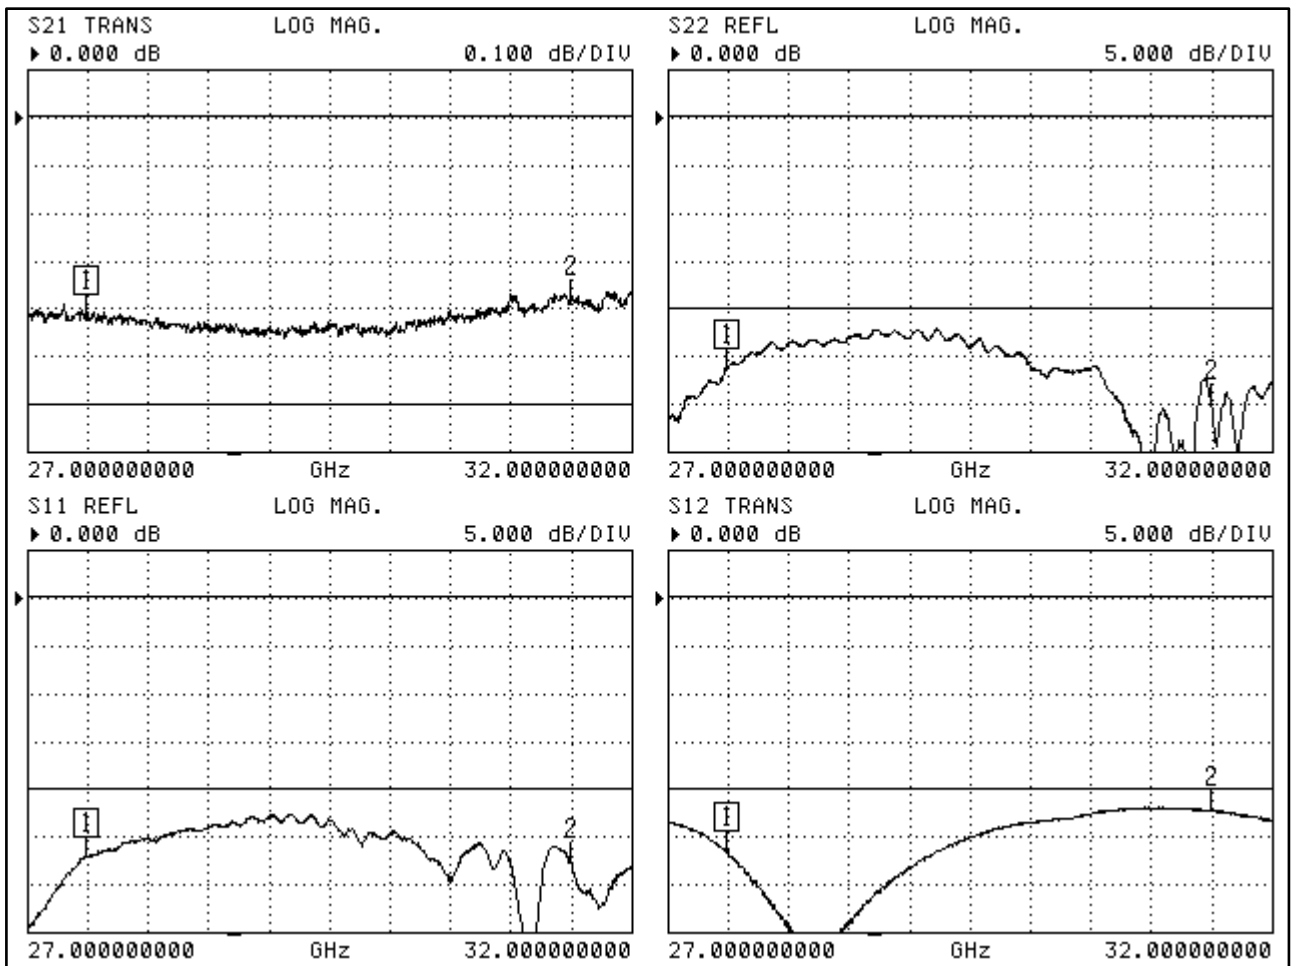 S21 TRANS LOG MAG.
▶ 0.000 dB 0.100 dB/DIV
1
2
27.000000000 GHz 32.000000000
S22 REFL LOG MAG.
▶ 0.000 dB 5.000 dB/DIV
1
2
27.000000000 GHz 32.000000000
S11 REFL LOG MAG.
▶ 0.000 dB 5.000 dB/DIV
1
2
27.000000000 GHz 32.000000000
S12 TRANS LOG MAG.
▶ 0.000 dB 5.000 dB/DIV
1
2
27.000000000 GHz 32.000000000